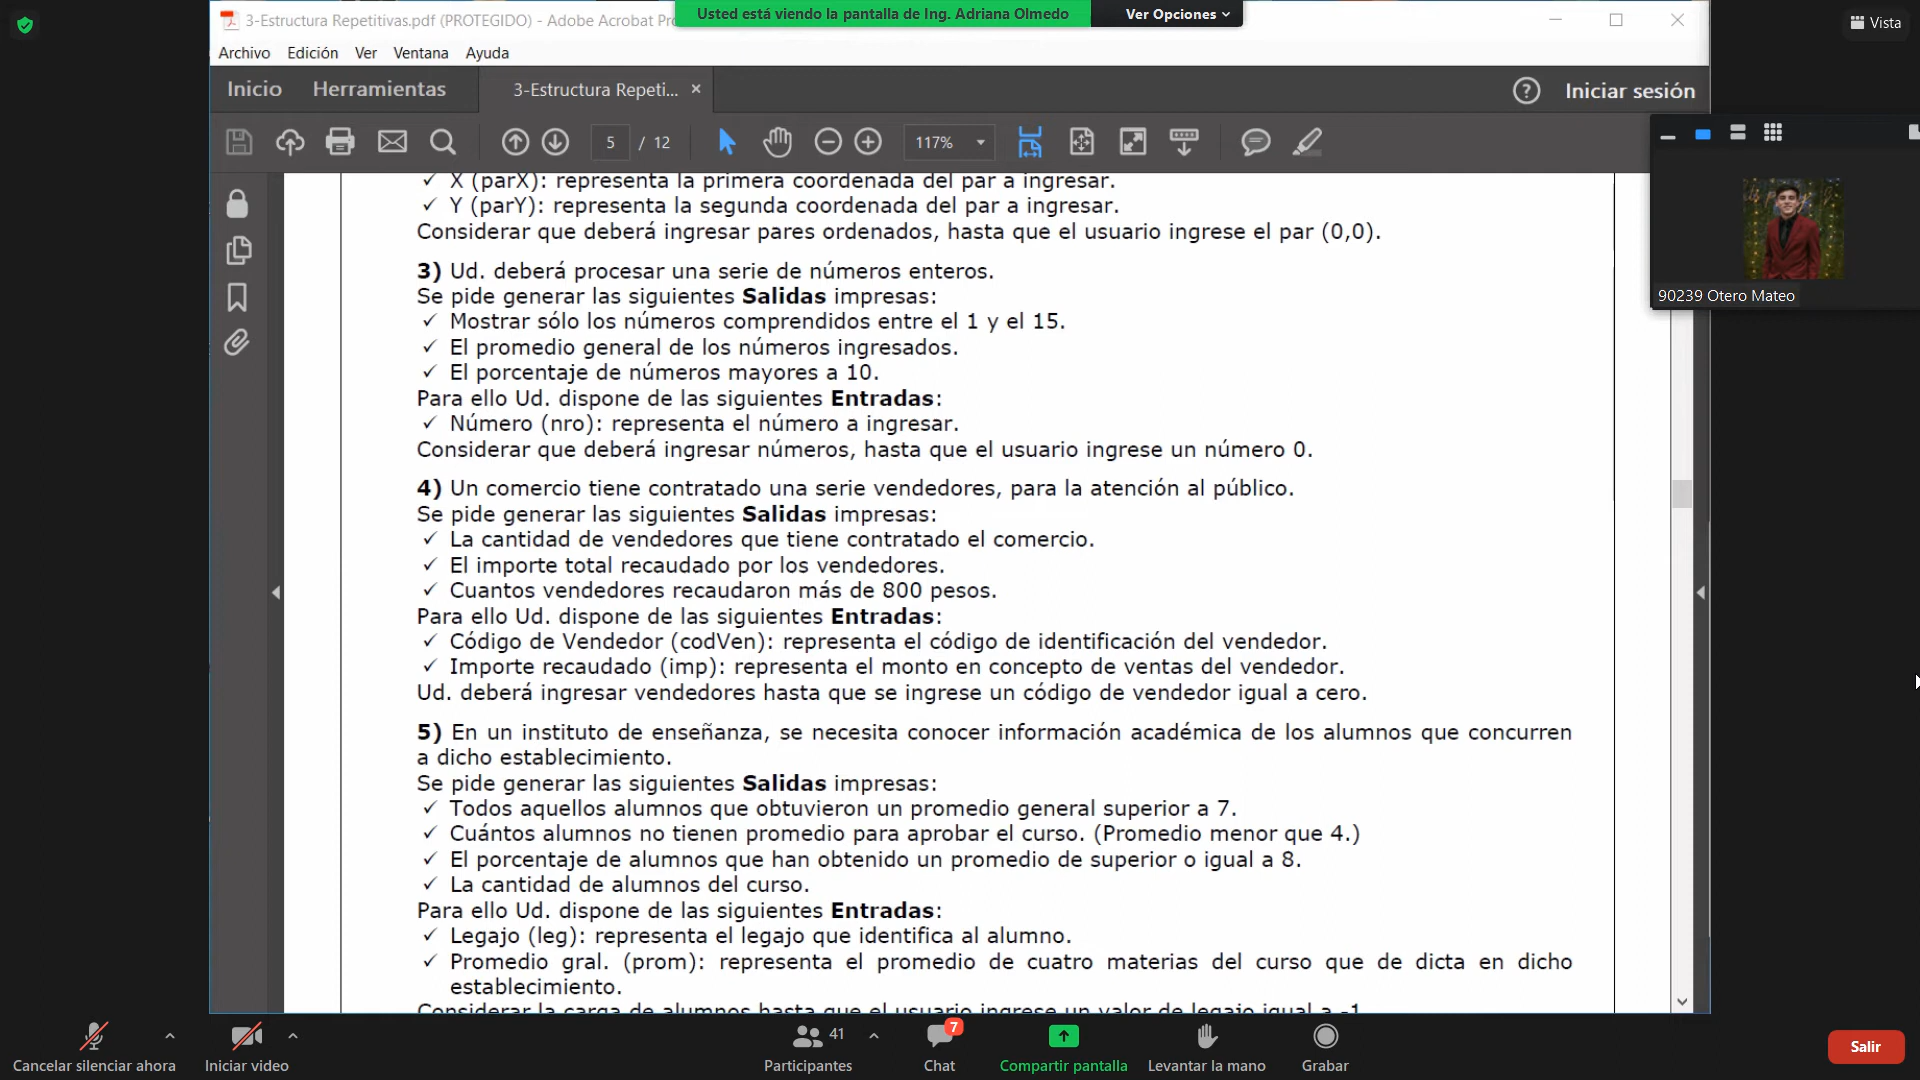 3-Estructura Repetitivas.pdf (PROTEGIDO) - Adobe Acrobat Pr
Usted está viendo la pantalla de Ing. Adriana Olmedo
Ver Opciones
Vista
Archivo Edición Ver Ventana Ayuda
Inicio Herramientas 3-Estructura Repeti... × Iniciar sesión
5 / 12 117%
✓ X (parX): representa la primera coordenada del par a ingresar.
✓ Y (parY): representa la segunda coordenada del par a ingresar.
Considerar que deberá ingresar pares ordenados, hasta que el usuario ingrese el par (0,0).
3) Ud. deberá procesar una serie de números enteros.
Se pide generar las siguientes Salidas impresas:
✓ Mostrar sólo los números comprendidos entre el 1 y el 15.
✓ El promedio general de los números ingresados.
✓ El porcentaje de números mayores a 10.
Para ello Ud. dispone de las siguientes Entradas:
✓ Número (nro): representa el número a ingresar.
Considerar que deberá ingresar números, hasta que el usuario ingrese un número 0.
4) Un comercio tiene contratado una serie vendedores, para la atención al público.
Se pide generar las siguientes Salidas impresas:
✓ La cantidad de vendedores que tiene contratado el comercio.
✓ El importe total recaudado por los vendedores.
✓ Cuantos vendedores recaudaron más de 800 pesos.
Para ello Ud. dispone de las siguientes Entradas:
✓ Código de Vendedor (codVen): representa el código de identificación del vendedor.
✓ Importe recaudado (imp): representa el monto en concepto de ventas del vendedor.
Ud. deberá ingresar vendedores hasta que se ingrese un código de vendedor igual a cero.
5) En un instituto de enseñanza, se necesita conocer información académica de los alumnos que concurren
a dicho establecimiento.
Se pide generar las siguientes Salidas impresas:
✓ Todos aquellos alumnos que obtuvieron un promedio general superior a 7.
✓ Cuántos alumnos no tienen promedio para aprobar el curso. (Promedio menor que 4.)
✓ El porcentaje de alumnos que han obtenido un promedio de superior o igual a 8.
✓ La cantidad de alumnos del curso.
Para ello Ud. dispone de las siguientes Entradas:
✓ Legajo (leg): representa el legajo que identifica al alumno.
✓ Promedio gral. (prom): representa el promedio de cuatro materias del curso que de dicta en dicho
establecimiento.
Considerar la carga de alumnos hasta que el usuario ingrese un valor de legajo igual a -1
90239 Otero Mateo
Cancelar silenciar ahora
Iniciar video
41
Participantes
7
Chat
Compartir pantalla
Levantar la mano
Grabar
Salir